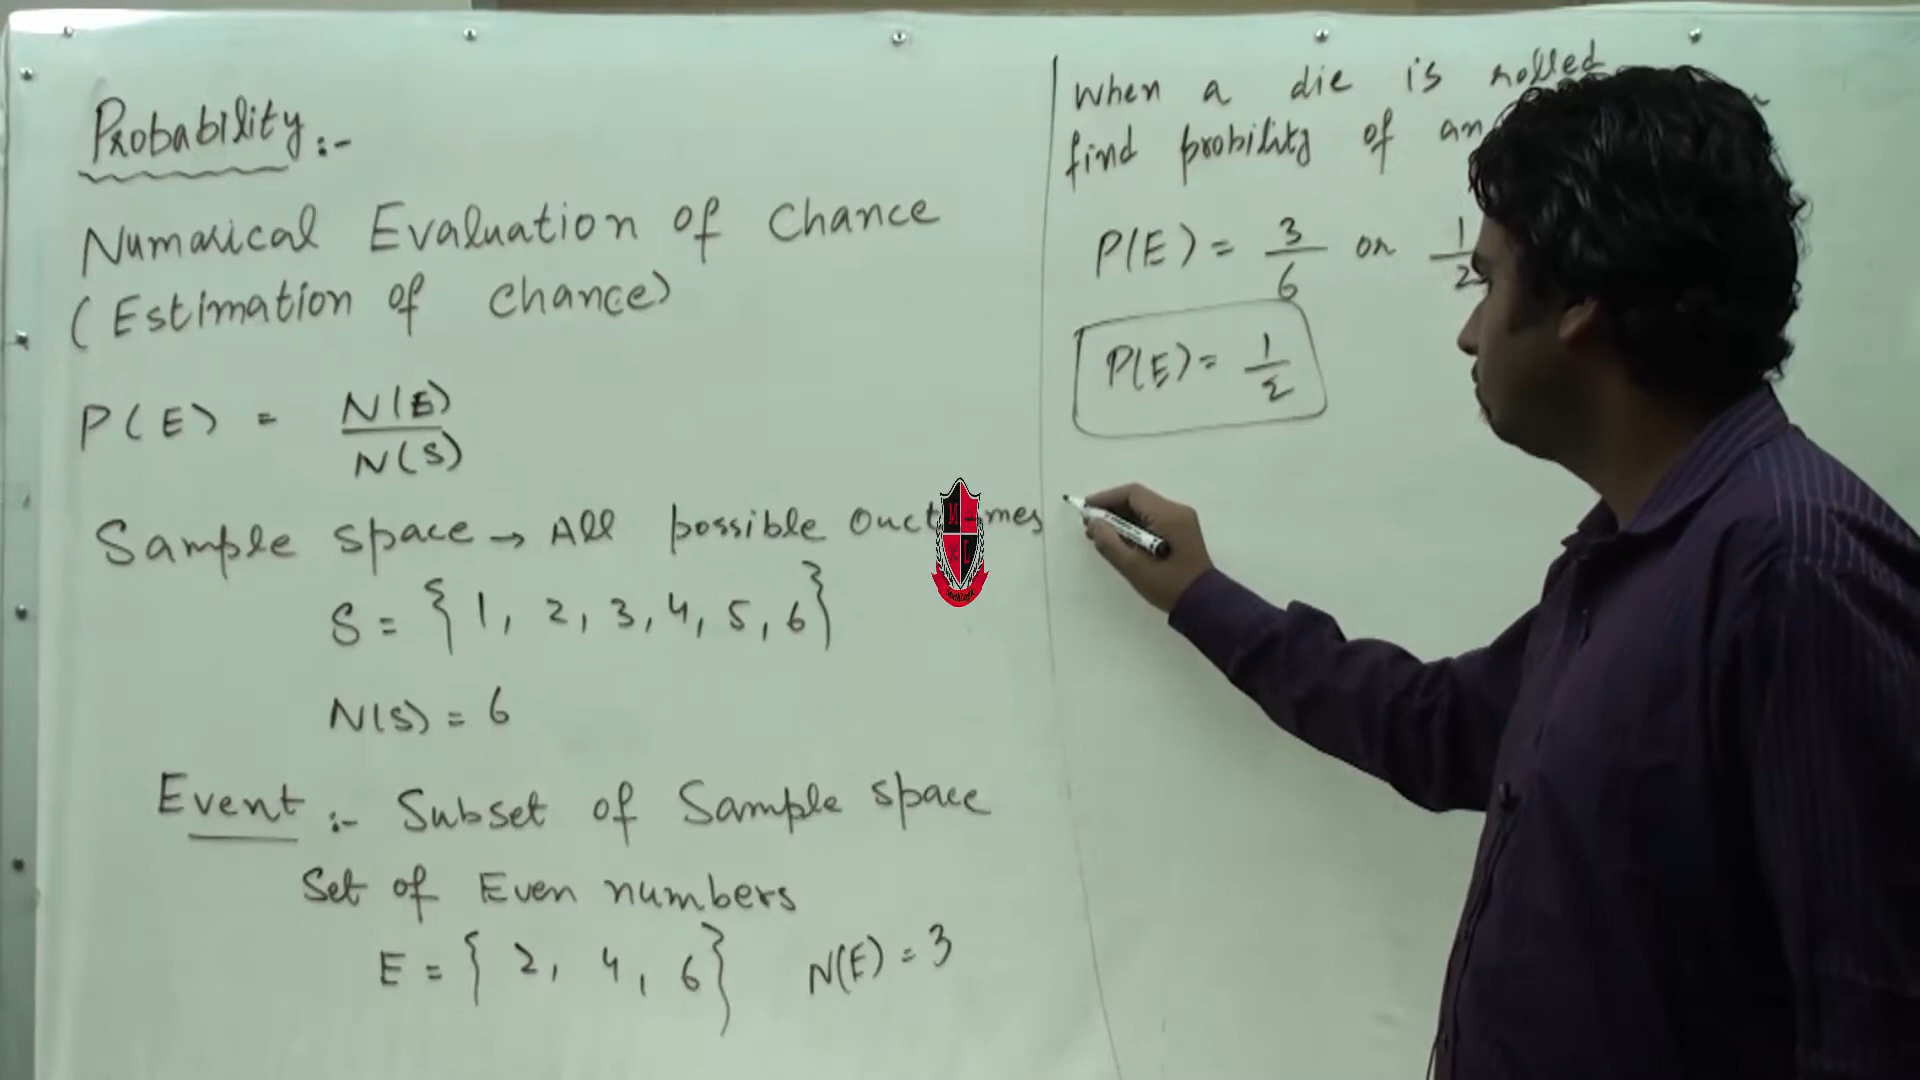 Probability:-
Numarical Evaluation of Chance
(Estimation of chance)
P(E) = N(E)/N(S)
Sample space → All possible Ouctomes
S = {1, 2, 3, 4, 5, 6}
N(S) = 6
Event :- Subset of Sample space
Set of Even numbers
E = {2, 4, 6} N(E) = 3
When a die is rolled
find probility of an
P(E) = 3/6 or 1/2
P(E) = 1/2